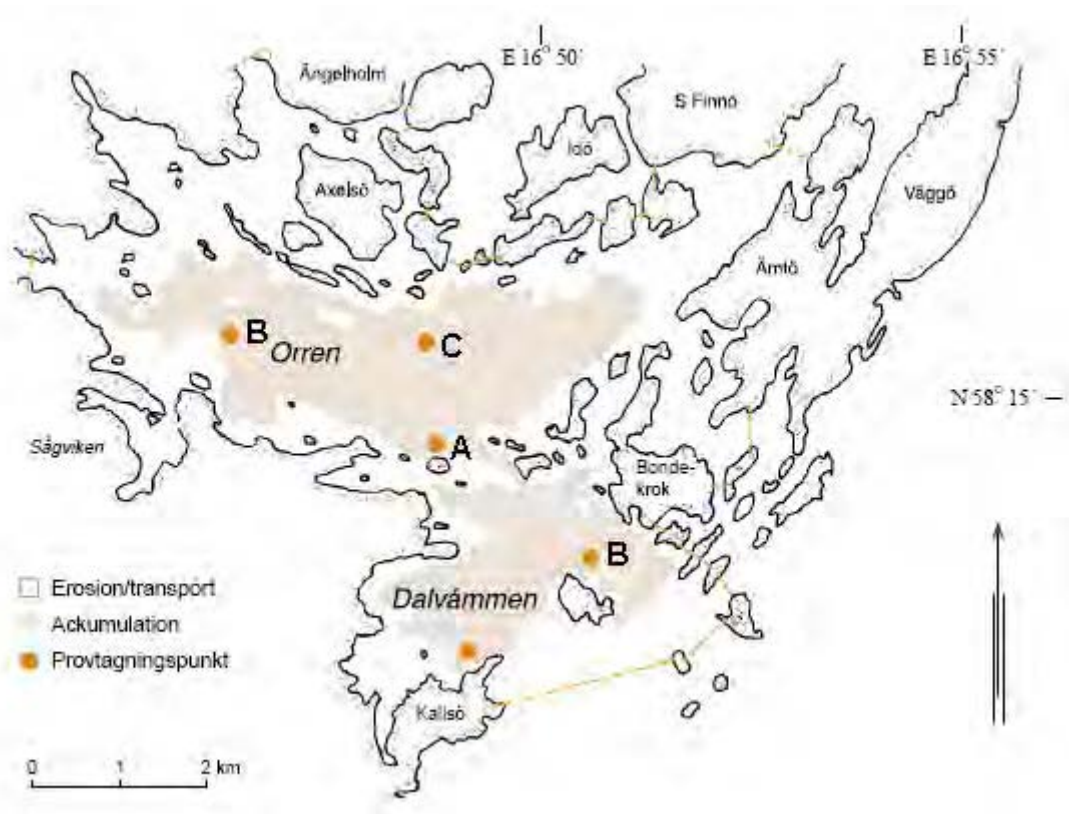 E 16° 50´
E 16° 55´
Ängelholm
S Finnö
Idö
Axelsö
Väggö
Ämtö
B
Orren
C
N 58° 15´
Sågviken
A
Bonde-
krok
B
Erosion/transport
Ackumulation
Provtagningspunkt
Dalvåmmen
Kallsö
0 1 2 km